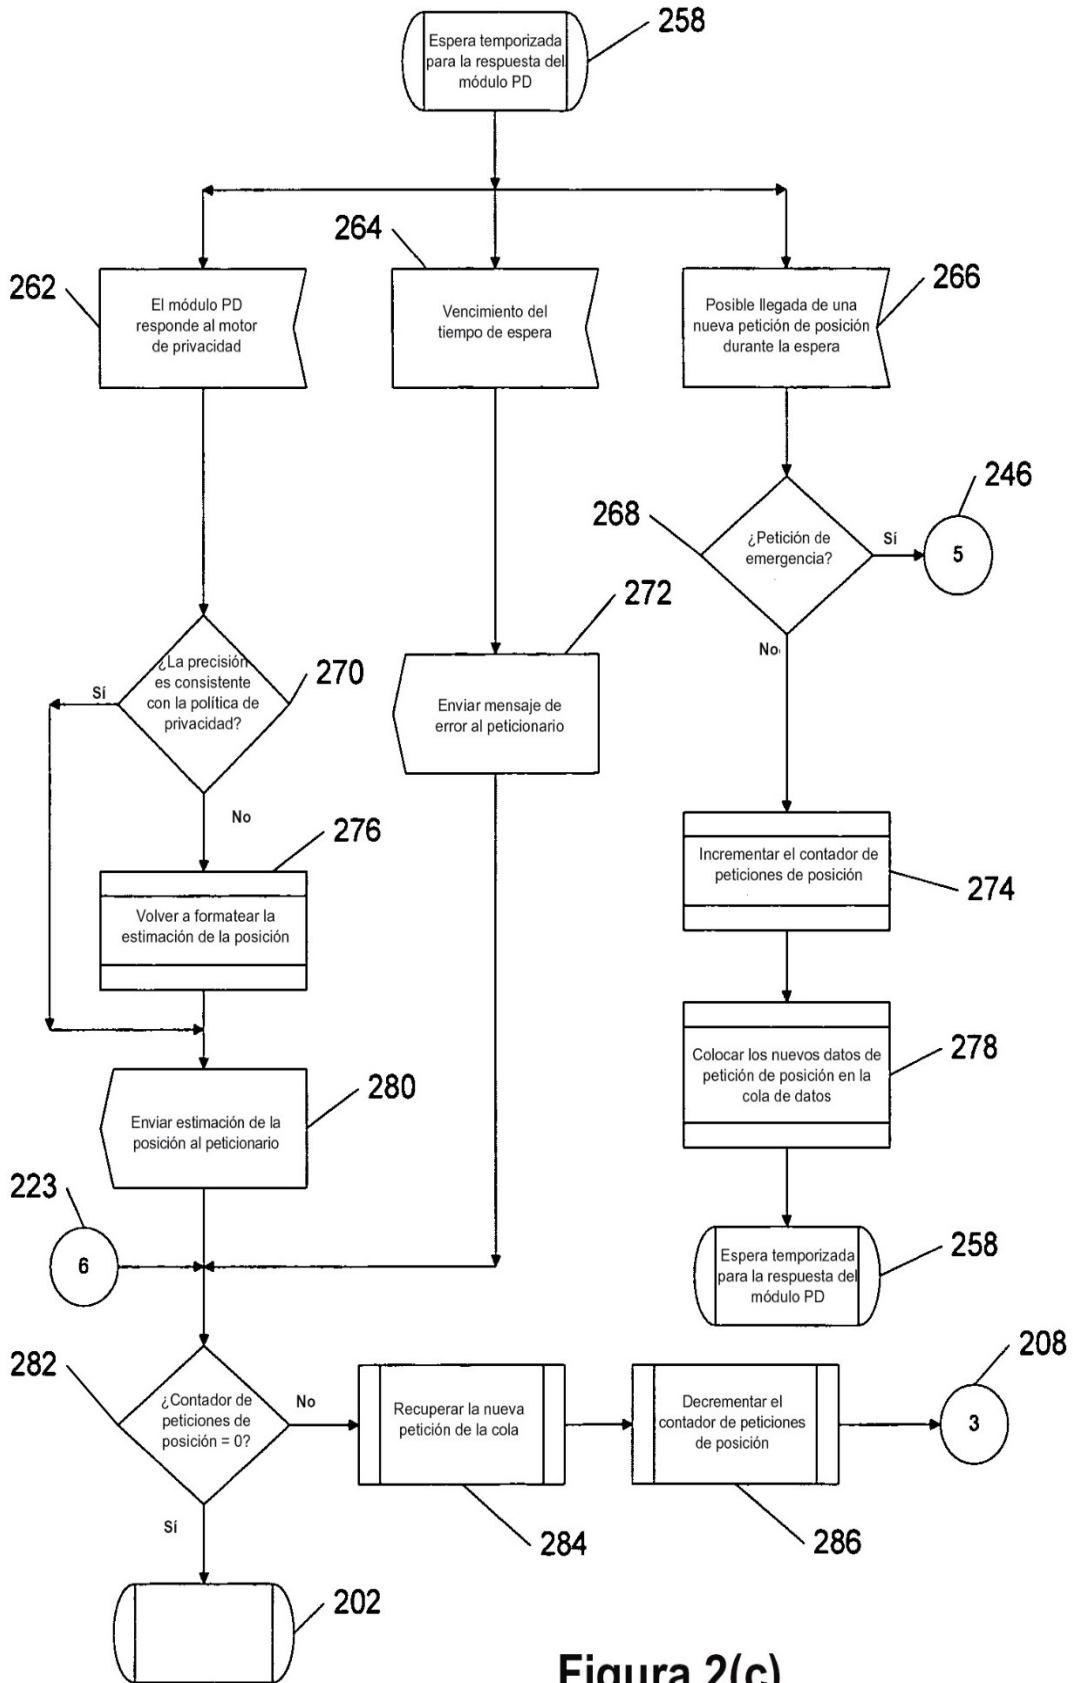 258
Espera temporizada
para la respuesta del
módulo PD
264
262
El módulo PD
responde al motor
de privacidad
Vencimiento del
tiempo de espera
Posible llegada de una
nueva petición de posición
durante la espera
266
246
268
¿Petición de
emergencia?
Sí
5
272
No
¿La precisión
es consistente
con la política de
privacidad?
270
Sí
Enviar mensaje de
error al peticionario
No
276
Incrementar el contador de
peticiones de posición
274
Volver a formatear la
estimación de la posición
Colocar los nuevos datos de
petición de posición en la
cola de datos
278
280
Enviar estimación de la
posición al peticionario
223
6
Espera temporizada
para la respuesta del
módulo PD
258
282
¿Contador de
peticiones de
posición = 0?
No
Recuperar la nueva
petición de la cola
Decrementar el
contador de peticiones
de posición
208
3
Sí
284
286
202
Figura 2(c)